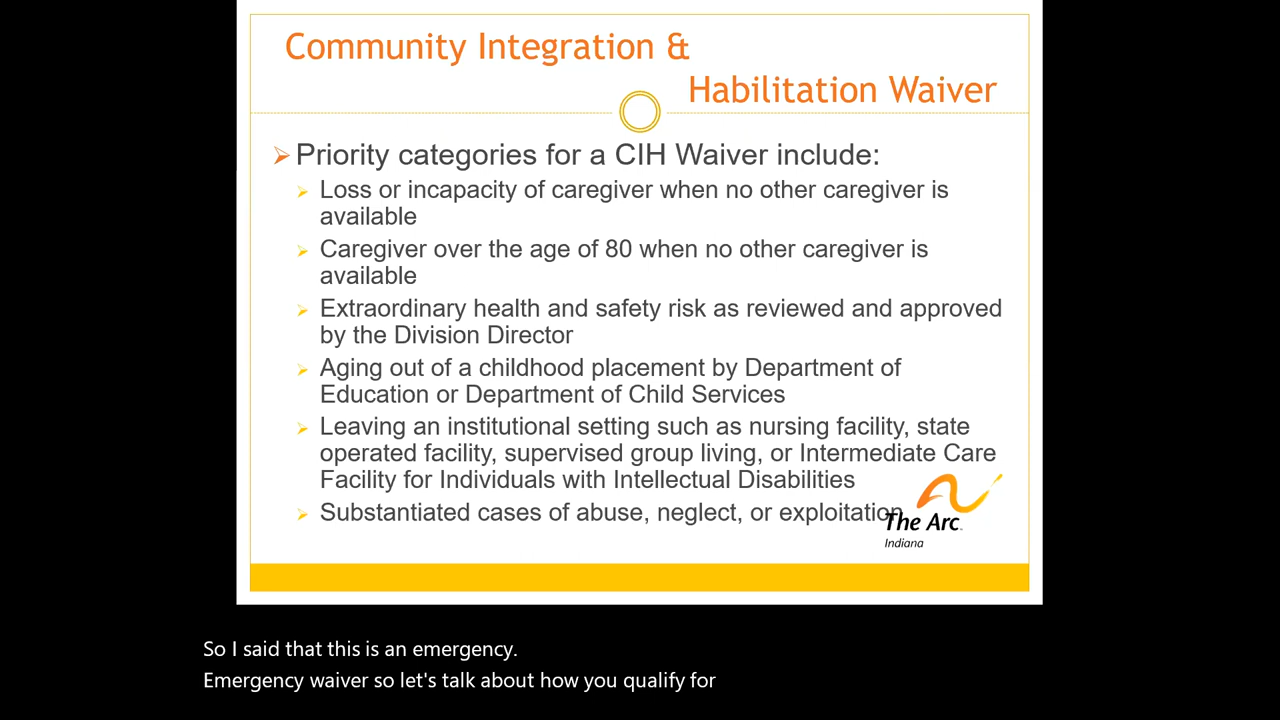 Community Integration &
Habilitation Waiver
Priority categories for a CIH Waiver include:
Loss or incapacity of caregiver when no other caregiver is
available
Caregiver over the age of 80 when no other caregiver is
available
Extraordinary health and safety risk as reviewed and approved
by the Division Director
Aging out of a childhood placement by Department of
Education or Department of Child Services
Leaving an institutional setting such as nursing facility, state
operated facility, supervised group living, or Intermediate Care
Facility for Individuals with Intellectual Disabilities
Substantiated cases of abuse, neglect, or exploitation
The Arc
Indiana
So I said that this is an emergency.
Emergency waiver so let's talk about how you qualify for